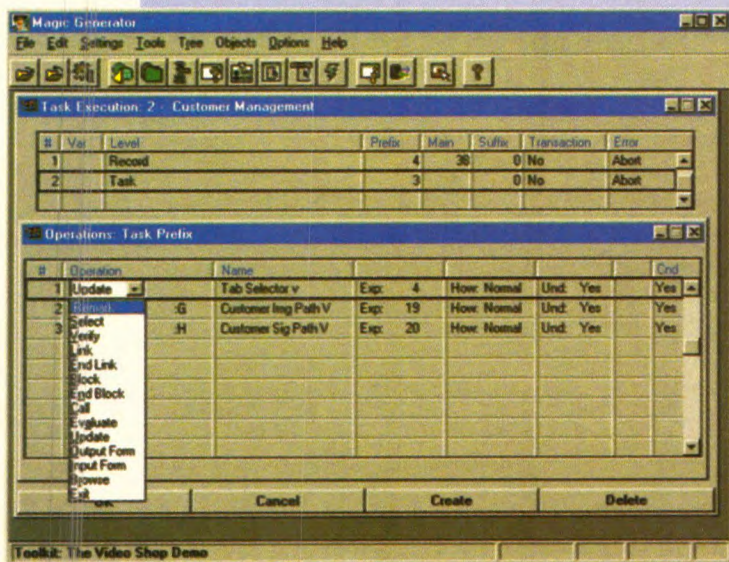 Magic Generator
File Edit Settings Tools Tree Objects Options Help
Task Execution: 2 - Customer Management
# Var Level Prefix Main Suffix Transaction Error
1 Record 4 36 0 No Abort
2 Task 3 0 No Abort
Operations: Task Prefix
# Operation Name Cnd
1 Update Tab Selector v Exp: 4 How: Normal Und: Yes Yes
2 :G Customer Img Path V Exp: 19 How: Normal Und: Yes Yes
3 :H Customer Sig Path V Exp: 20 How: Normal Und: Yes Yes
Remark
Select
Verify
Link
End Link
Block
End Block
Call
Evaluate
Update
Output Form
Input Form
Browse
Exit
Cancel Create Delete
Toolkit: The Video Shop Demo